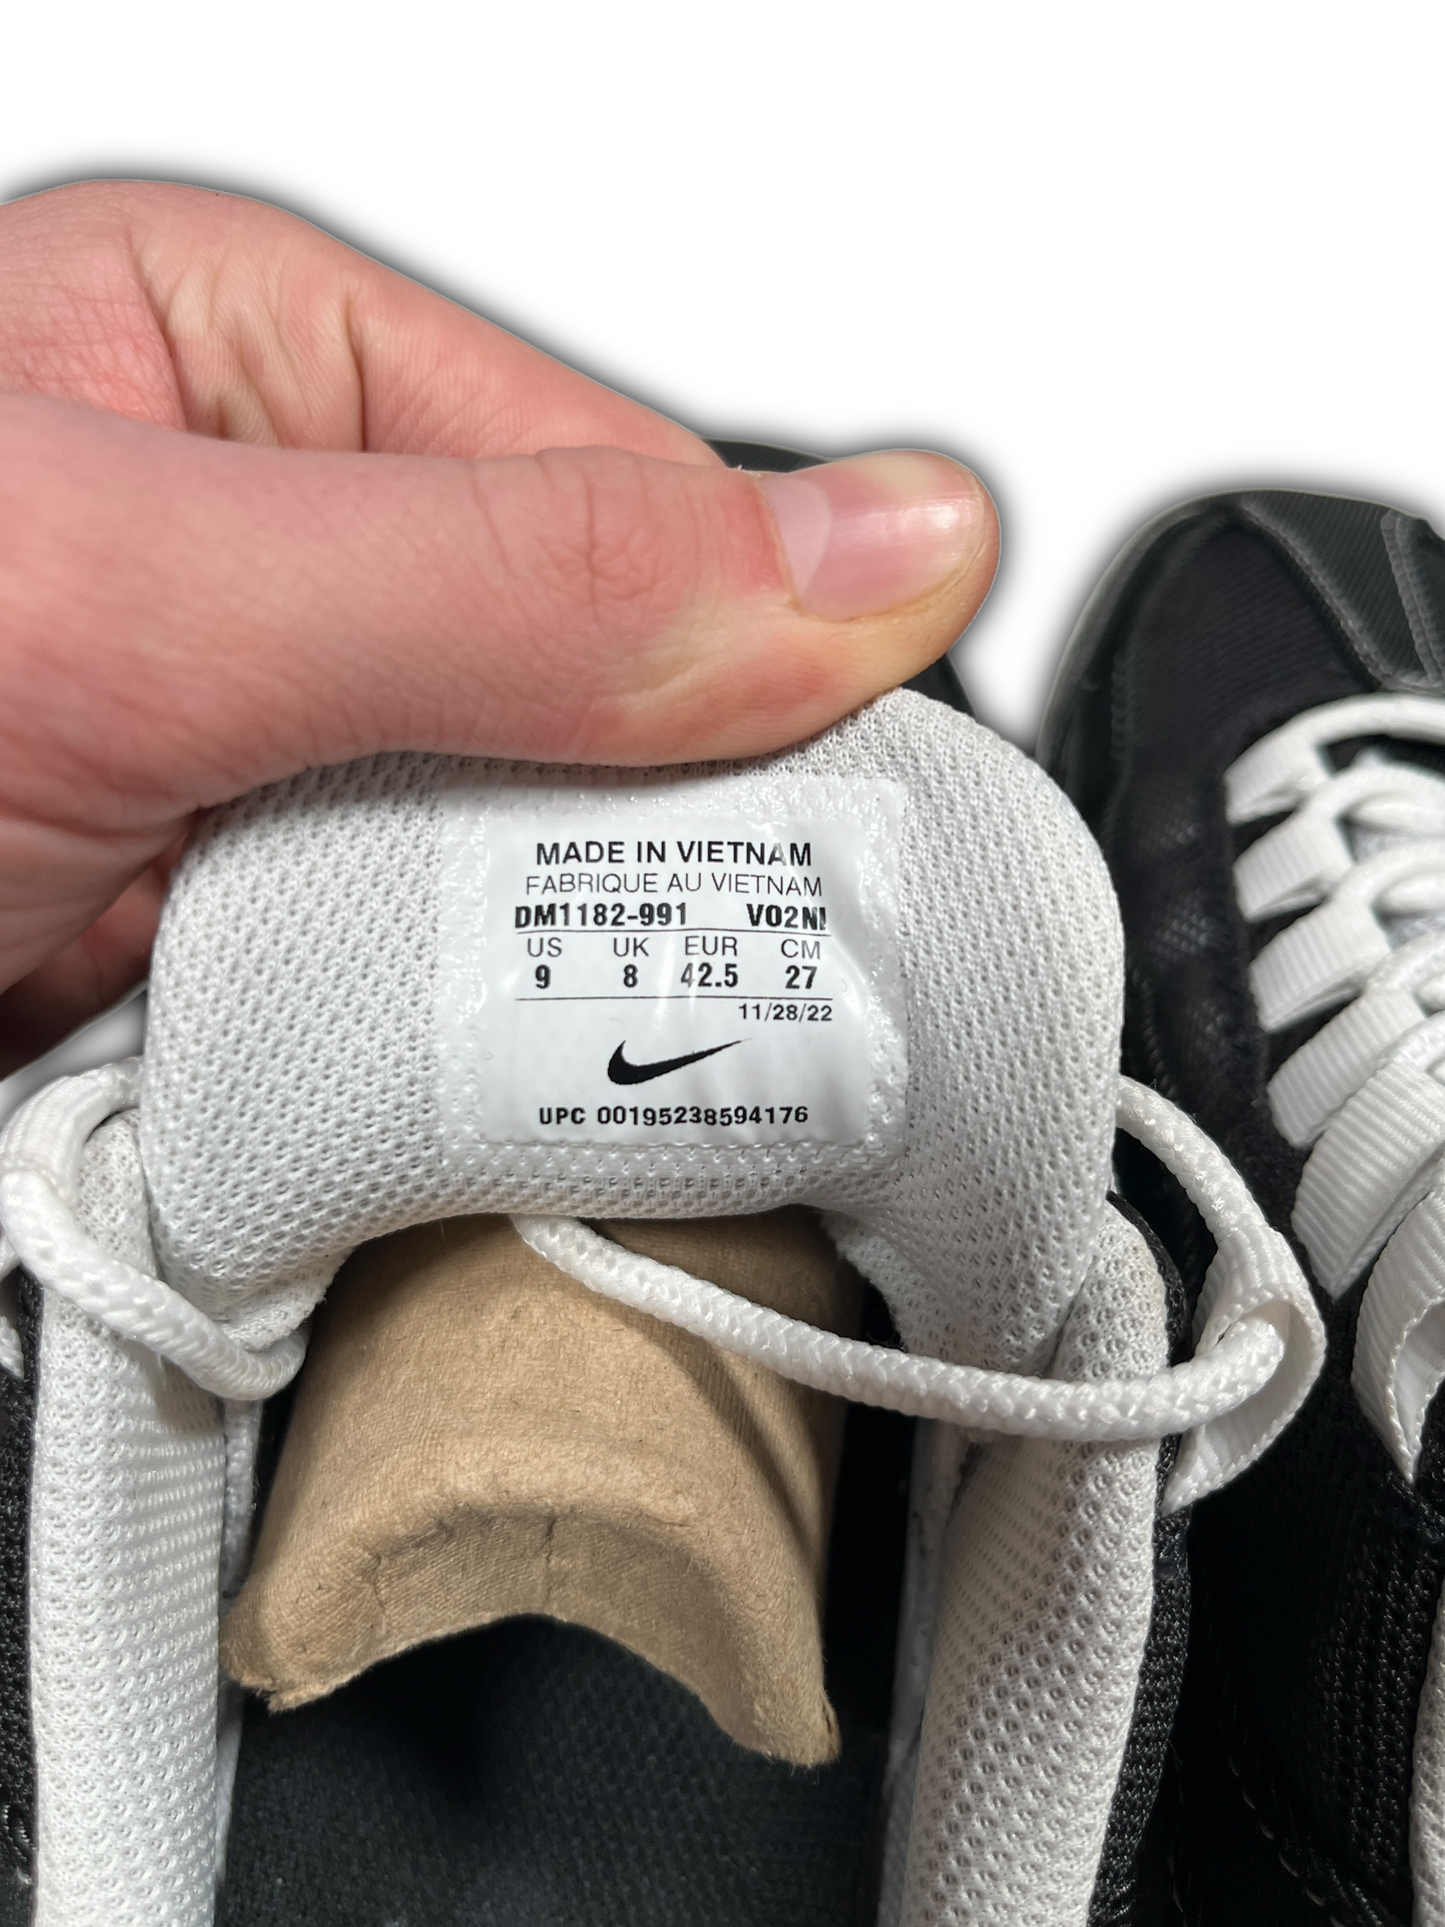 MADE IN VIETNAM
FABRIQUE AU VIETNAM
DM1182-991 V02N!
US UK EUR CM
9 8 42.5 27
11/28/22
UPC 00195238594176